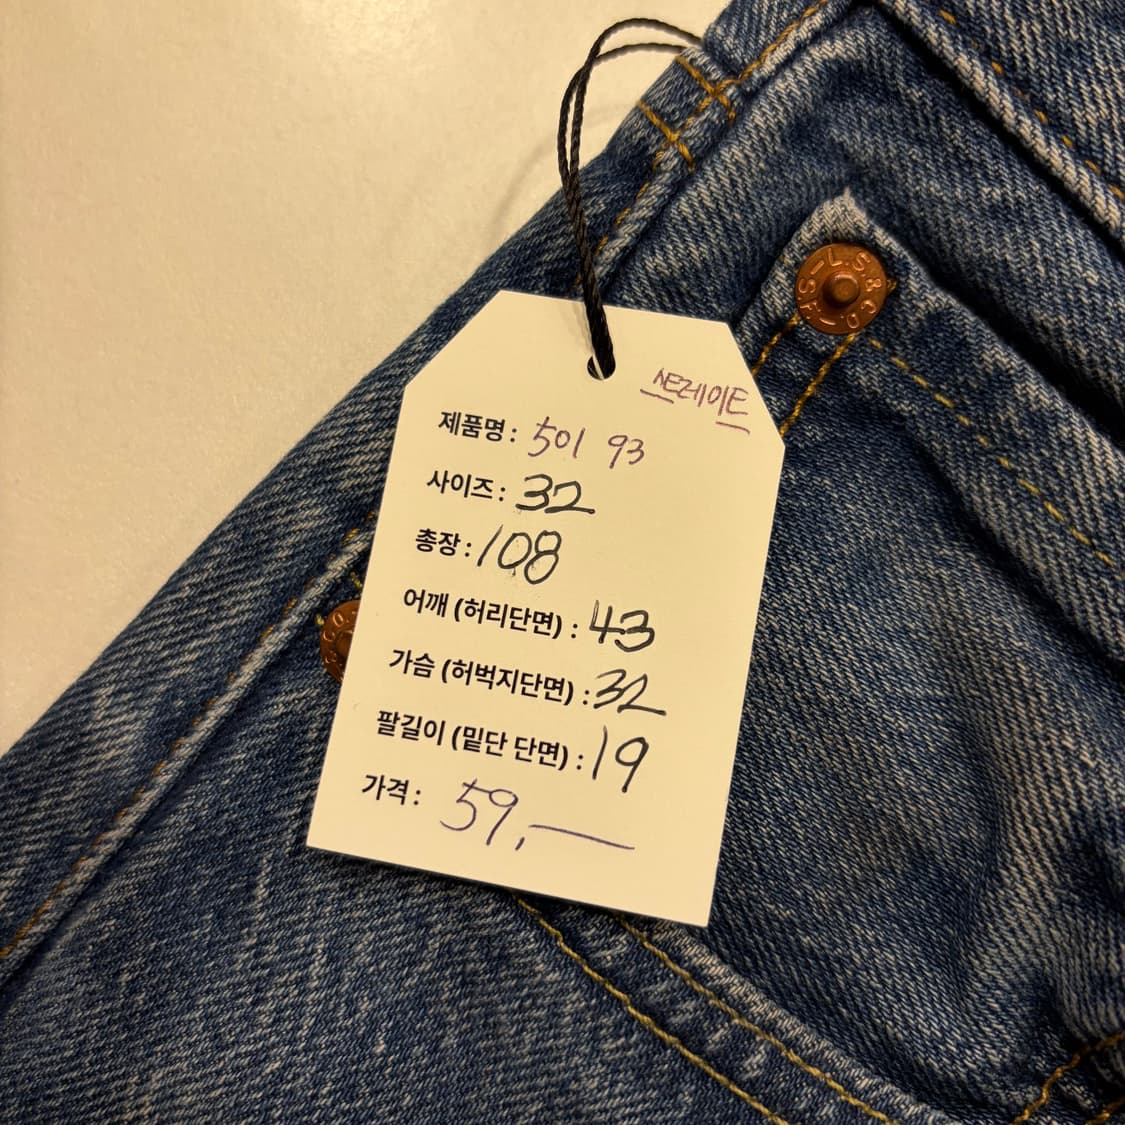 스트레이트
제품명 : 501 93
사이즈 : 32
총장 : 108
어깨 (허리단면) : 43
가슴 (허벅지단면) : 32
팔길이 (밑단 단면) : 19
가격 : 59,—
L.S.&CO.-S.F.-